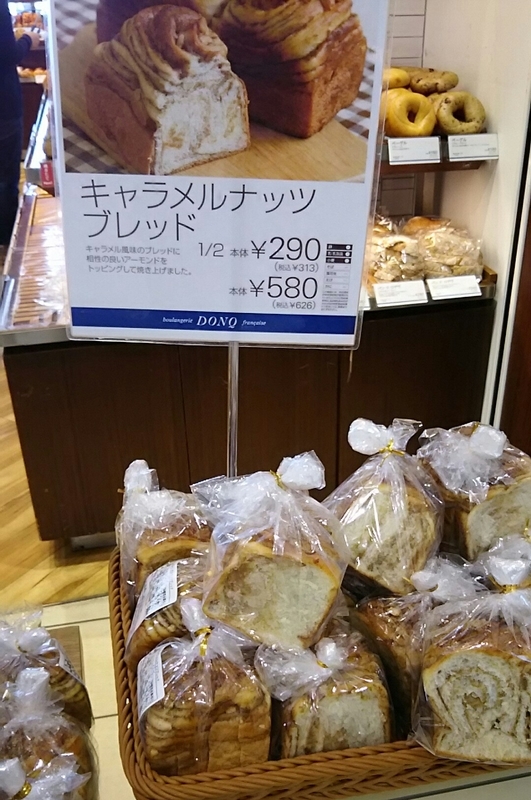 キャラメルナッツ
ブレッド
キャラメル風味のブレッドに
相性の良いアーモンドを
トッピングして焼き上げました。
1/2 本体 ¥290
(税込¥313)
本体 ¥580
(税込¥626)
boulangerie DONQ française